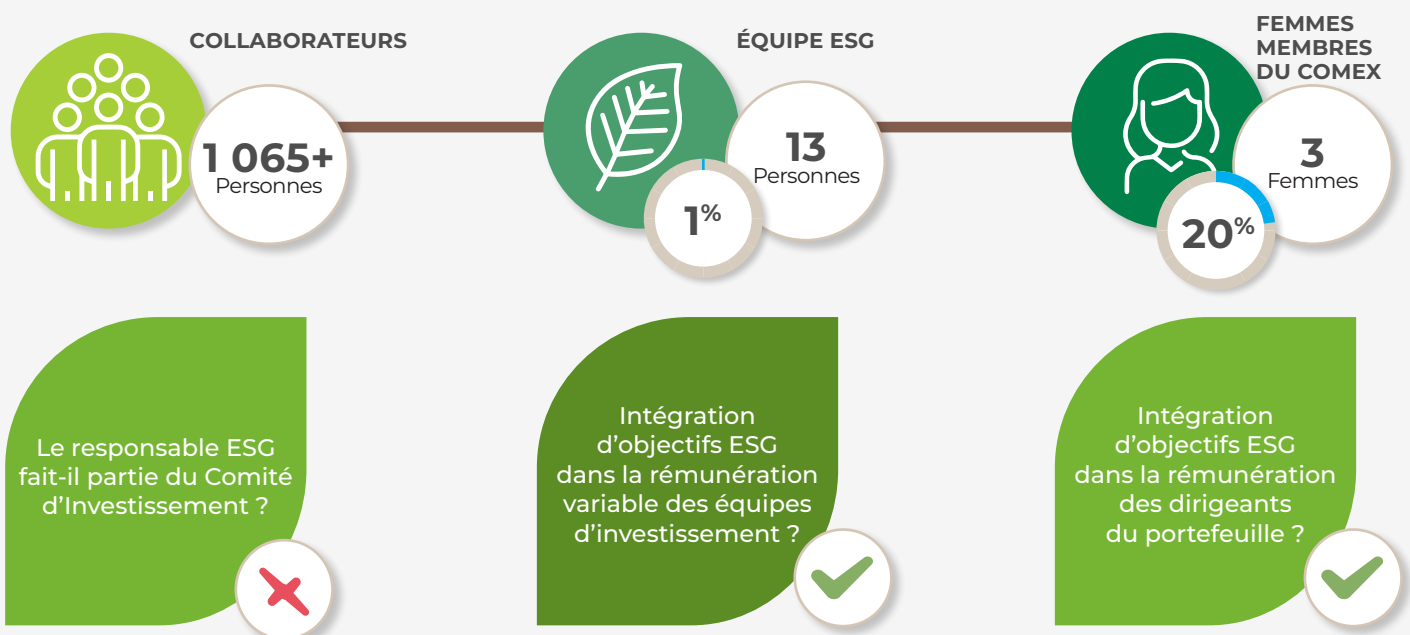 COLLABORATEURS
1 065+
Personnes
ÉQUIPE ESG
13
Personnes
1%
FEMMES
MEMBRES
DU COMEX
3
Femmes
20%
Le responsable ESG
fait-il partie du Comité
d'Investissement ?
Intégration
d'objectifs ESG
dans la rémunération
variable des équipes
d'investissement ?
Intégration
d'objectifs ESG
dans la rémunération
des dirigeants
du portefeuille ?